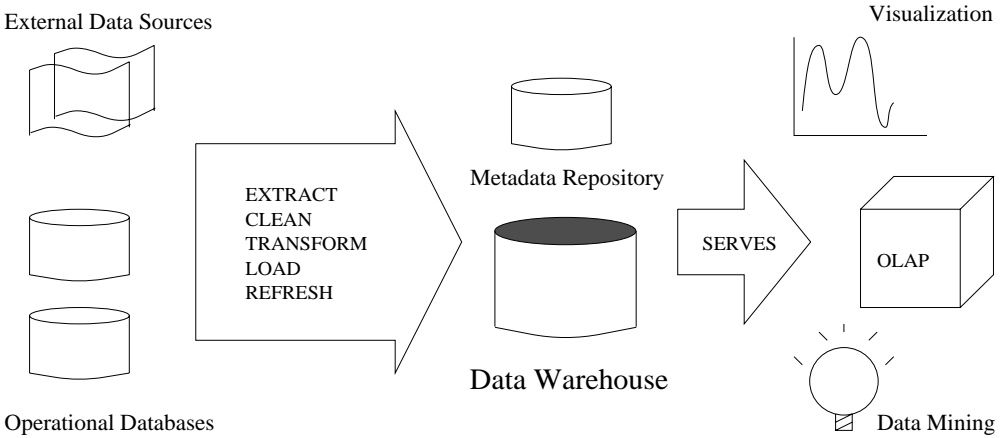 External Data Sources
Visualization
EXTRACT
CLEAN
TRANSFORM
LOAD
REFRESH
Metadata Repository
SERVES
OLAP
Data Warehouse
Operational Databases
Data Mining